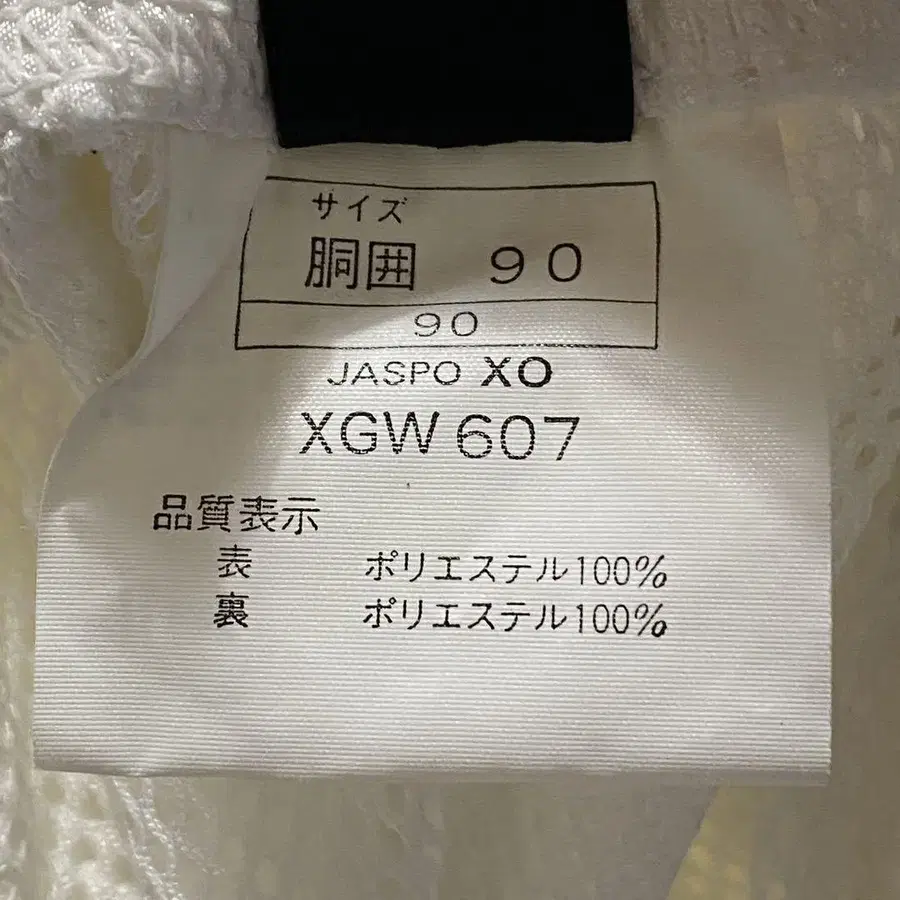 サイズ
胴囲 90
90
JASPO XO
XGW 607
品質表示
表 ポリエステル100%
裏 ポリエステル100%